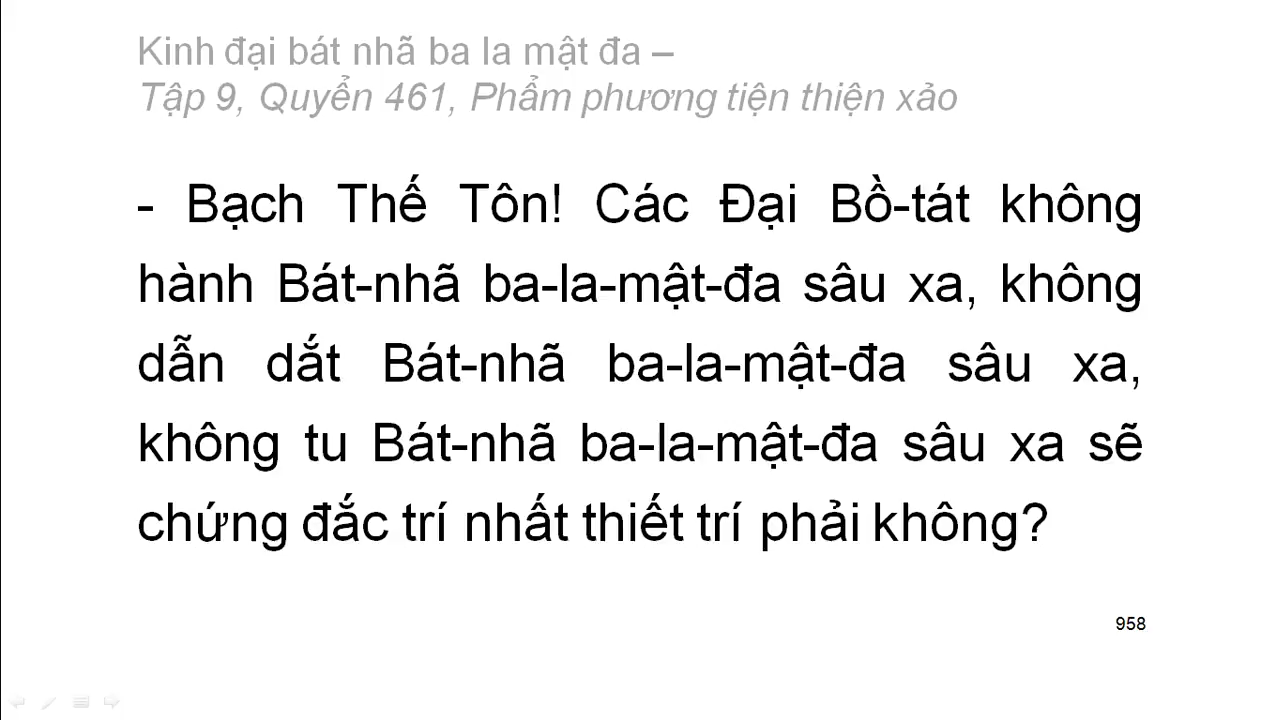 Kinh đại bát nhã ba la mật đa –
Tập 9, Quyển 461, Phẩm phương tiện thiện xảo
- Bạch Thế Tôn! Các Đại Bồ-tát không
hành Bát-nhã ba-la-mật-đa sâu xa, không
dẫn dắt Bát-nhã ba-la-mật-đa sâu xa,
không tu Bát-nhã ba-la-mật-đa sâu xa sẽ
chứng đắc trí nhất thiết trí phải không?
958